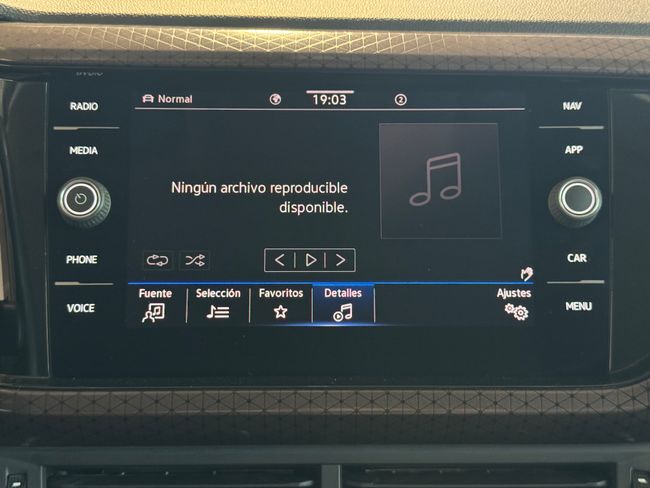 RADIO
MEDIA
PHONE
VOICE
Normal
19:03
2
Ningún archivo reproducible
disponible.
Fuente
Selección
Favoritos
Detalles
Ajustes
NAV
APP
CAR
MENU